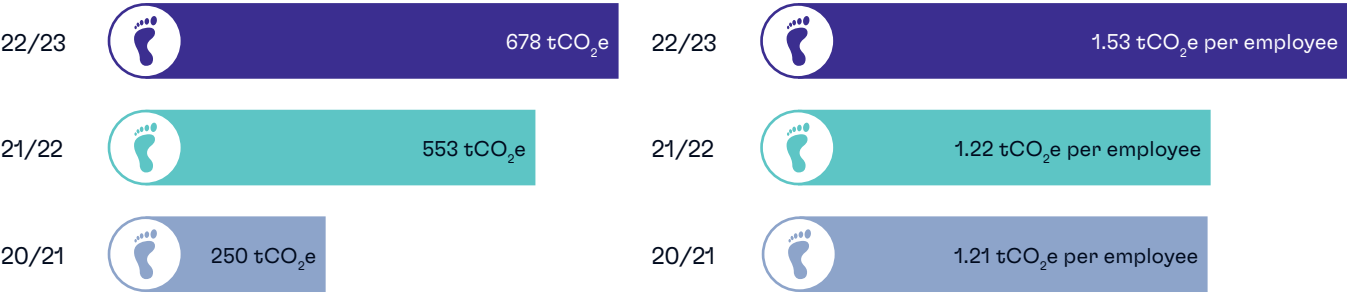 22/23 678 tCO₂e
21/22 553 tCO₂e
20/21 250 tCO₂e
22/23 1.53 tCO₂e per employee
21/22 1.22 tCO₂e per employee
20/21 1.21 tCO₂e per employee